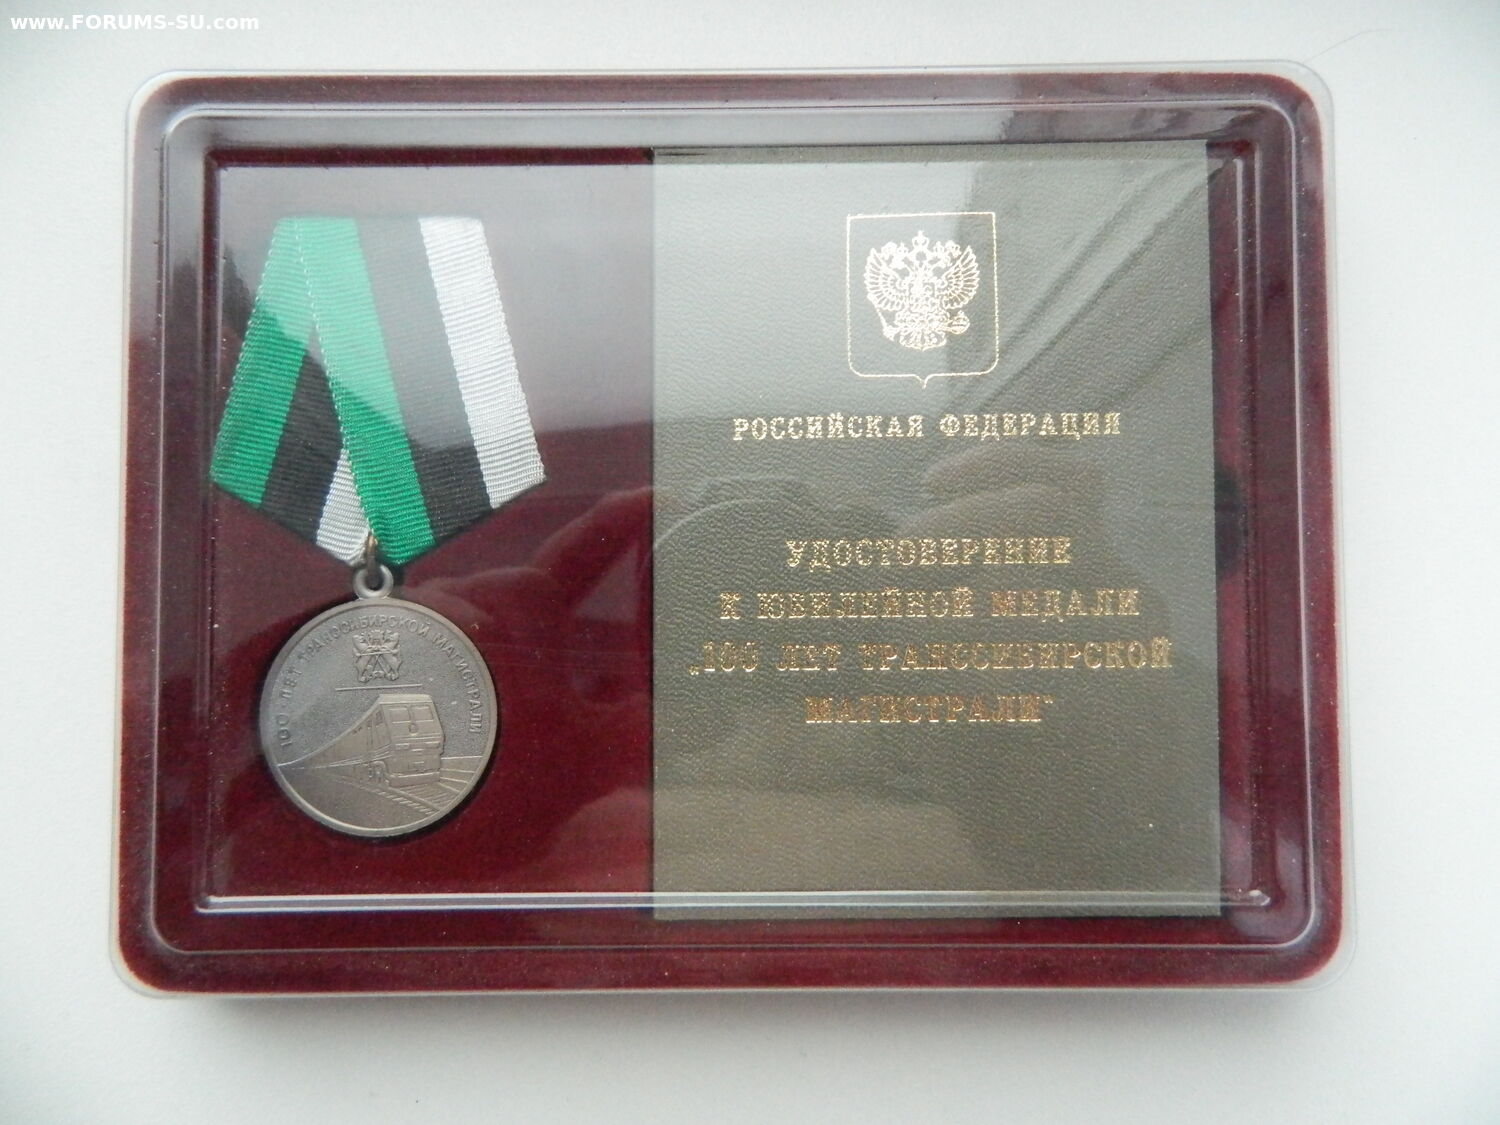 www.FORUMS-SU.com
РОССИЙСКАЯ ФЕДЕРАЦИЯ
УДОСТОВЕРЕНИЕ
К ЮБИЛЕЙНОЙ МЕДАЛИ
„100 ЛЕТ ТРАНССИБИРСКОЙ
МАГИСТРАЛИ"
100 ЛЕТ ТРАНССИБИРСКОЙ МАГИСТРАЛИ